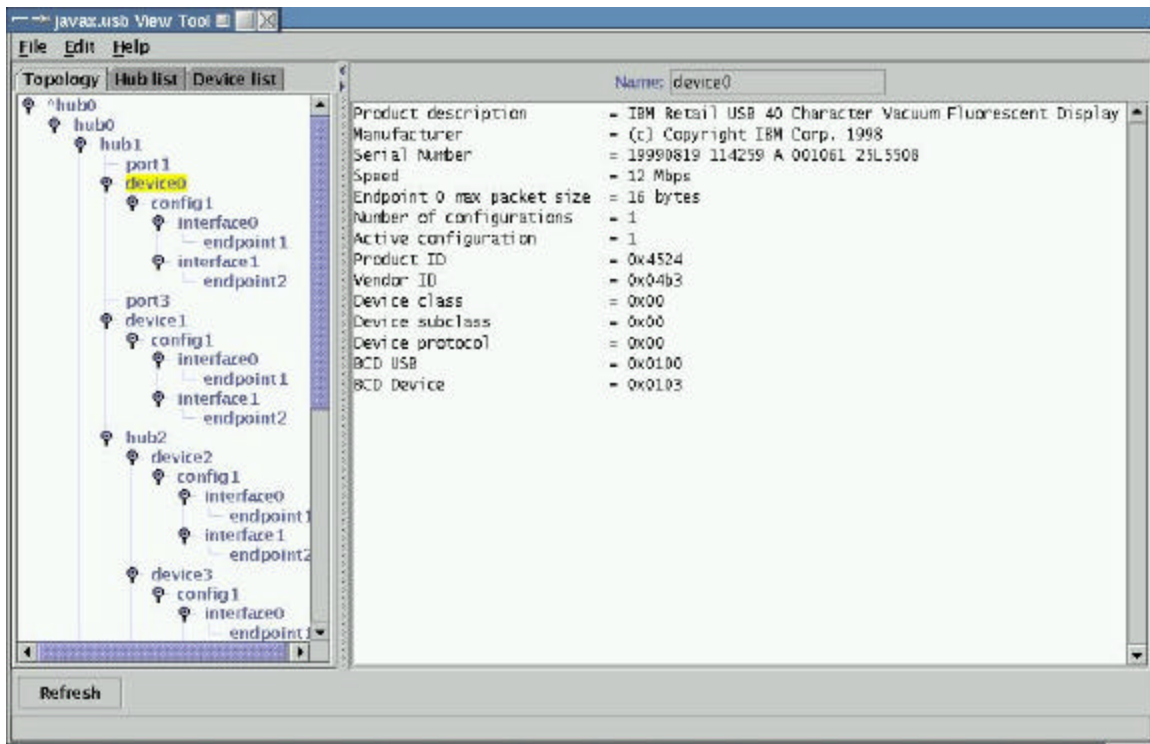 javax.usb View Tool
File Edit Help
Topology Hub list Device list
^hub0
hub0
hub1
port1
device0
config1
interface0
endpoint1
interface1
endpoint2
port3
device1
config1
interface0
endpoint1
interface1
endpoint2
hub2
device2
config1
interface0
endpoint1
interface1
endpoint2
device3
config1
interface0
endpoint1
Refresh
Name: device0
Product description = IBM Retail USB 40 Character Vacuum Fluorescent Display
Manufacturer = (c) Copyright IBM Corp. 1998
Serial Number = 19990819 114259 A 001061 25L5508
Speed = 12 Mbps
Endpoint 0 max packet size = 16 bytes
Number of configurations = 1
Active configuration = 1
Product ID = 0x4524
Vendor ID = 0x04b3
Device class = 0x00
Device subclass = 0x00
Device protocol = 0x00
BCD USB = 0x0100
BCD Device = 0x0103